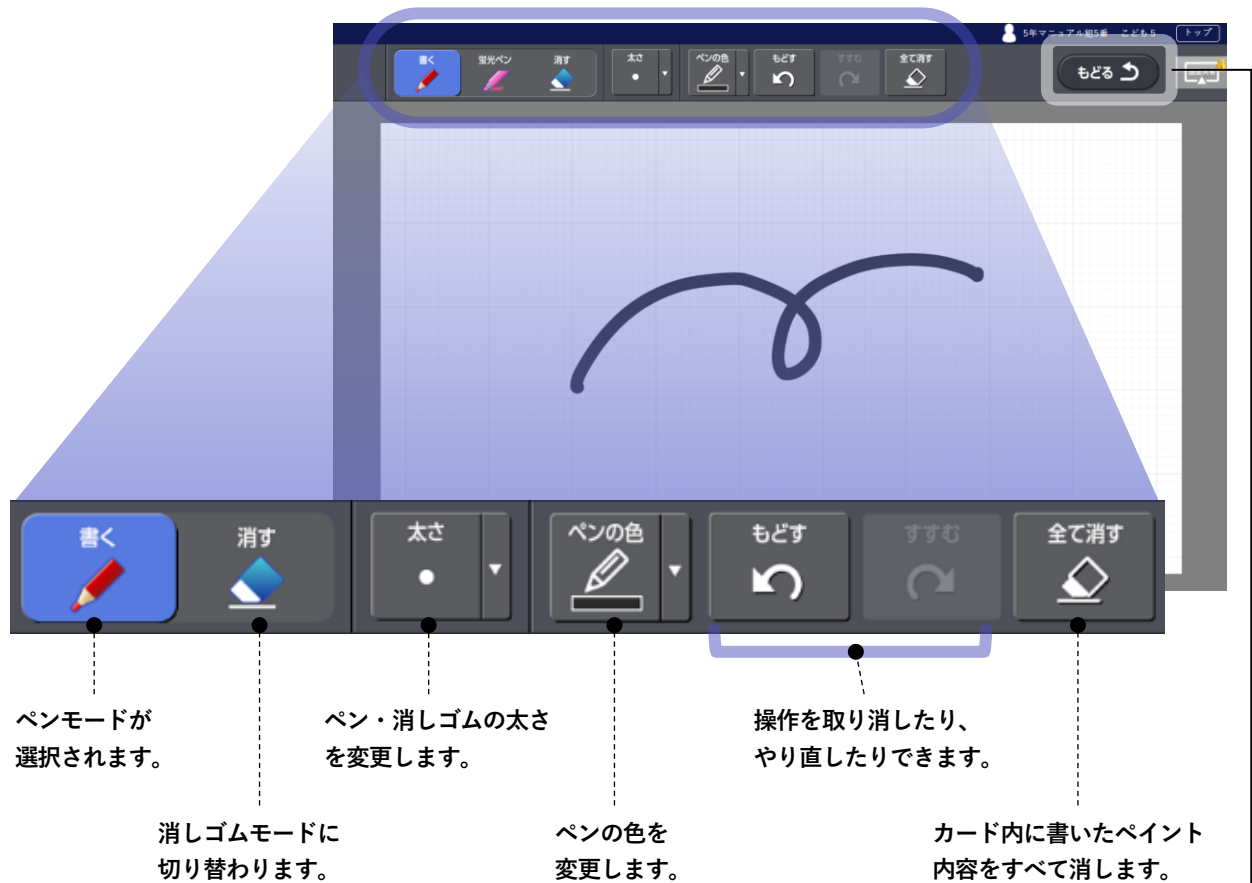 5年マニュアル組5番 こども5 トップ
書く 蛍光ペン 消す 太さ ペンの色 もどす すすむ 全て消す もどる
書く 消す 太さ ペンの色 もどす すすむ 全て消す
ペンモードが
選択されます。
ペン・消しゴムの太さ
を変更します。
操作を取り消したり、
やり直したりできます。
消しゴムモードに
切り替わります。
ペンの色を
変更します。
カード内に書いたペイント
内容をすべて消します。